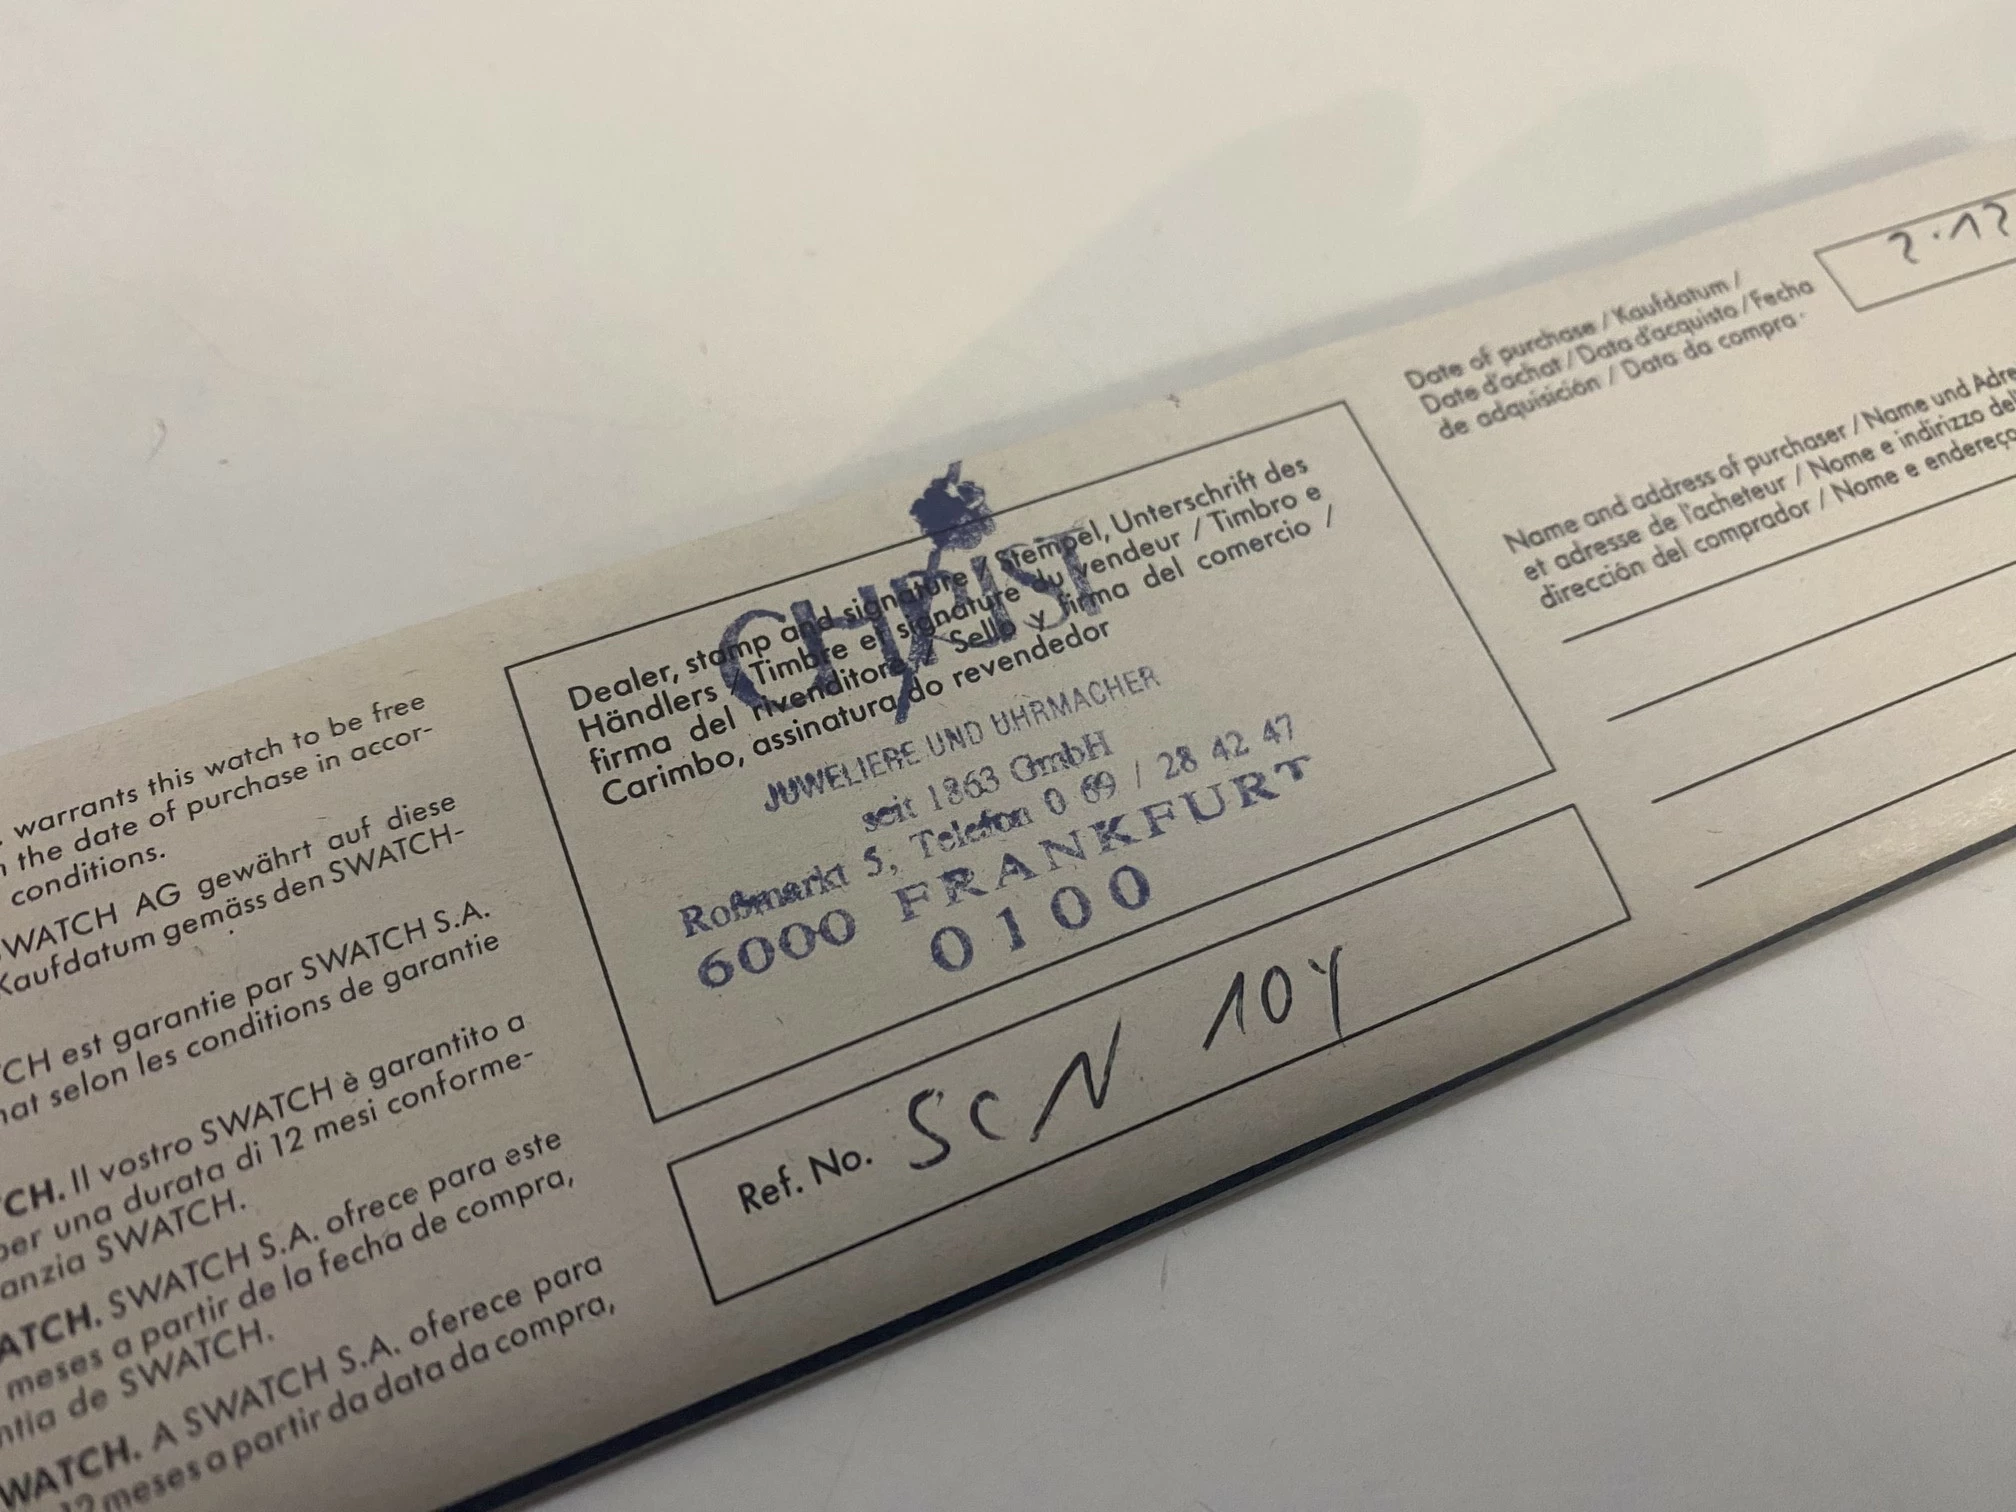 warrants this watch to be free
the date of purchase in accor-
conditions.
SWATCH AG gewährt auf diese
Kaufdatum gemäss den SWATCH-
TCH est garantie par SWATCH S.A.
hat selon les conditions de garantie
TCH. Il vostro SWATCH è garantito a
per una durata di 12 mesi conforme-
anzia SWATCH.
ATCH. SWATCH S.A. ofrece para este
meses a partir de la fecha de compra,
ntia de SWATCH.
WATCH. A SWATCH S.A. oferece para
12 meses a partir da data da compra,
Dealer, stamp and signature / Stempel, Unterschrift des
Händlers / Timbre et signature du vendeur / Timbro e
firma del rivenditore / Sello y firma del comercio /
Carimbo, assinatura do revendedor
CHRIST
JUWELIERE UND UHRMACHER
seit 1863 GmbH
Roßmarkt 5, Telefon 0 69 / 28 42 47
6000 FRANKFURT
0100
Ref. No. SCN 104
Date of purchase / Kaufdatum /
Date d'achat / Data d'acquisto / Fecha
de adquisición / Data da compra
2.12
Name and address of purchaser / Name und Adre
et adresse de l'acheteur / Nome e indirizzo del
dirección del comprador / Nome e endereço